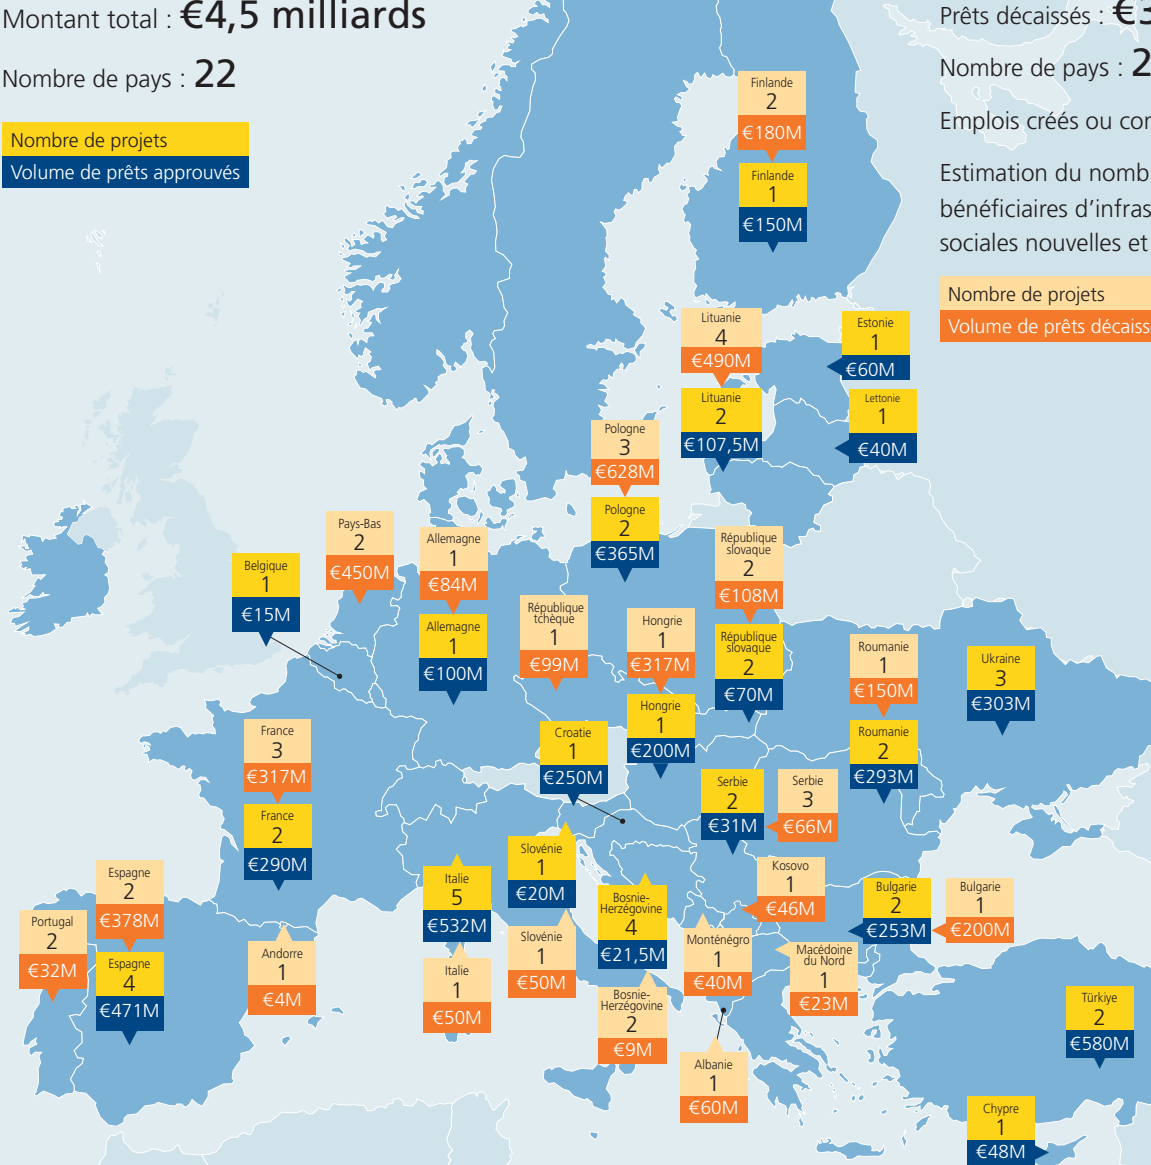 Montant total : €4,5 milliards
Nombre de pays : 22
Nombre de projets
Volume de prêts approuvés
Prêts décaissés :
Nombre de pays :
Emplois créés ou
Estimation du
bénéficiaires
sociales nouvelles et
Nombre de projets
Volume de prêts
Finlande
2
€180M
Finlande
1
€150M
Lituanie
4
€490M
Lituanie
2
€107,5M
Estonie
1
€60M
Lettonie
1
€40M
Pologne
3
€628M
Pologne
2
€365M
Pays-Bas
2
€450M
Allemagne
1
€84M
Allemagne
1
€100M
Belgique
1
€15M
République
tchèque
1
€99M
Hongrie
1
€317M
Hongrie
1
€200M
République
slovaque
2
€108M
République
slovaque
2
€70M
Roumanie
1
€150M
Roumanie
2
€293M
Ukraine
3
€303M
France
3
€317M
France
2
€290M
Croatie
1
€250M
Serbie
2
€31M
Serbie
3
€66M
Slovénie
1
€20M
Slovénie
1
€50M
Italie
5
€532M
Italie
1
€50M
Espagne
2
€378M
Espagne
4
€471M
Portugal
2
€32M
Andorre
1
€4M
Bosnie-
Herzégovine
4
€21,5M
Bosnie-
Herzégovine
2
€9M
Kosovo
1
€46M
Monténégro
1
€40M
Macédoine
du Nord
1
€23M
Albanie
1
€60M
Bulgarie
2
€253M
Bulgarie
1
€200M
Türkiye
2
€580M
Chypre
1
€48M